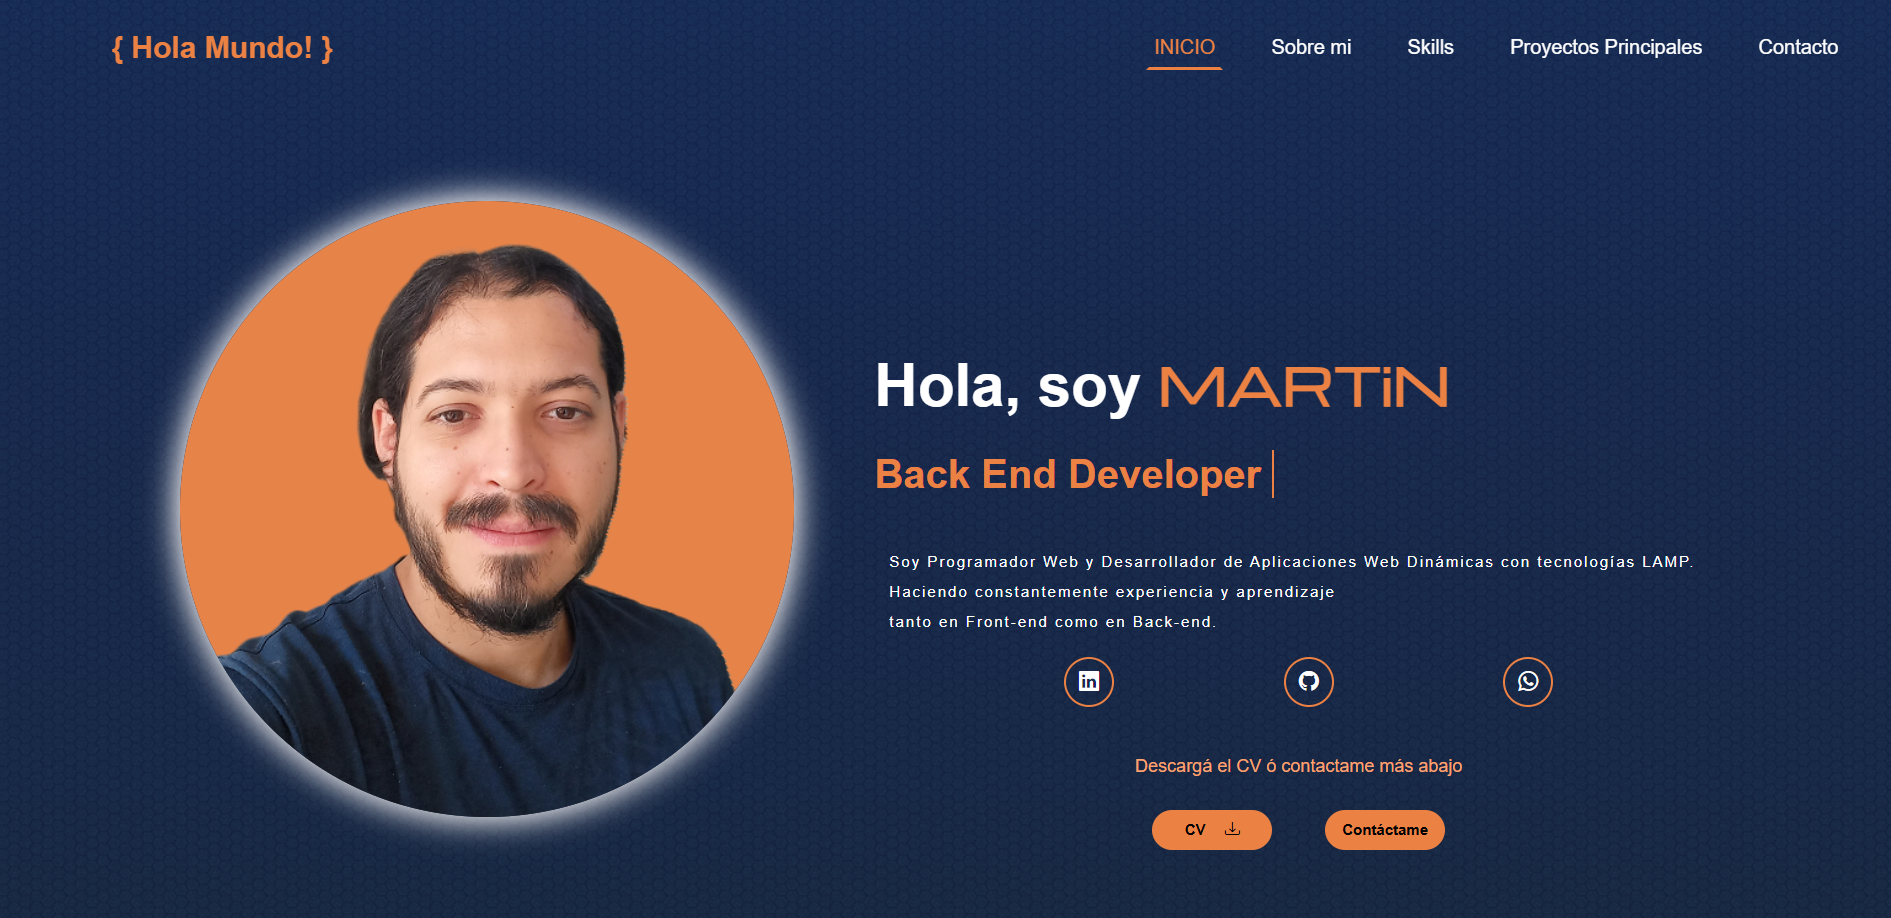 { Hola Mundo! }
INICIO Sobre mi Skills Proyectos Principales Contacto
Hola, soy MARTiN
Back End Developer
Soy Programador Web y Desarrollador de Aplicaciones Web Dinámicas con tecnologías LAMP.
Haciendo constantemente experiencia y aprendizaje
tanto en Front-end como en Back-end.
in
Descargá el CV ó contactame más abajo
CV
Contáctame